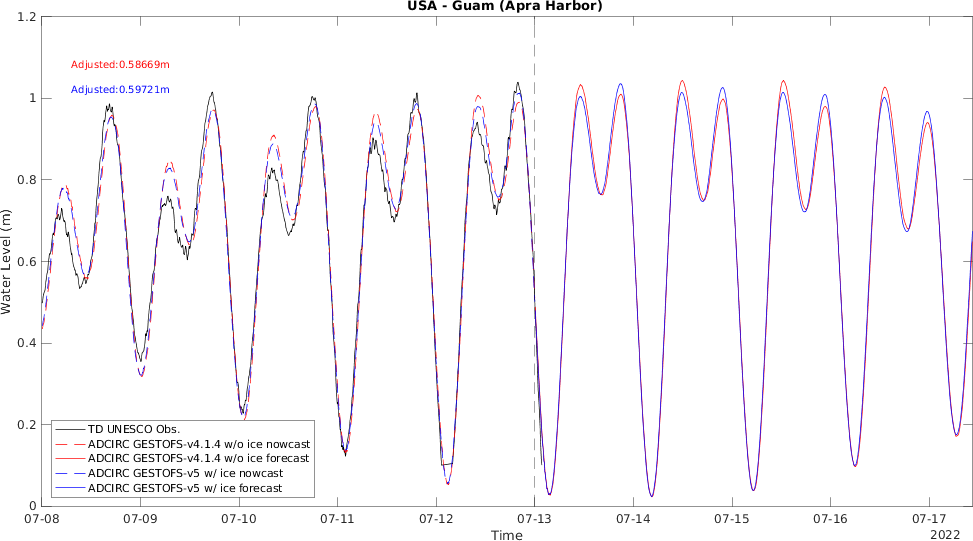 USA - Guam (Apra Harbor)
1.2
Adjusted:0.58669m
Adjusted:0.59721m
1
0.8
0.6
0.4
0.2
0
Water Level (m)
TD UNESCO Obs.
ADCIRC GESTOFS-v4.1.4 w/o ice nowcast
ADCIRC GESTOFS-v4.1.4 w/o ice forecast
ADCIRC GESTOFS-v5 w/ ice nowcast
ADCIRC GESTOFS-v5 w/ ice forecast
07-08 07-09 07-10 07-11 07-12 07-13 07-14 07-15 07-16 07-17
Time
2022